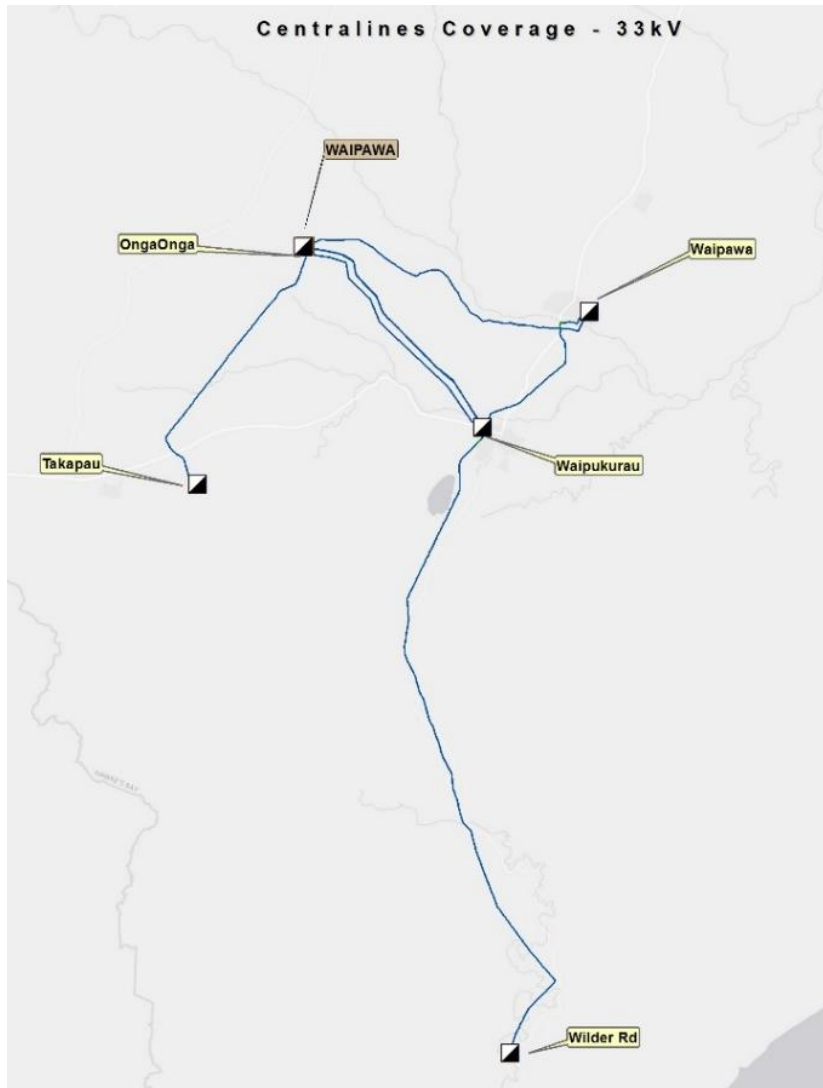 Centralines Coverage - 33kV
WAIPAWA
OngaOnga
Waipawa
Takapau
Waipukurau
Wilder Rd